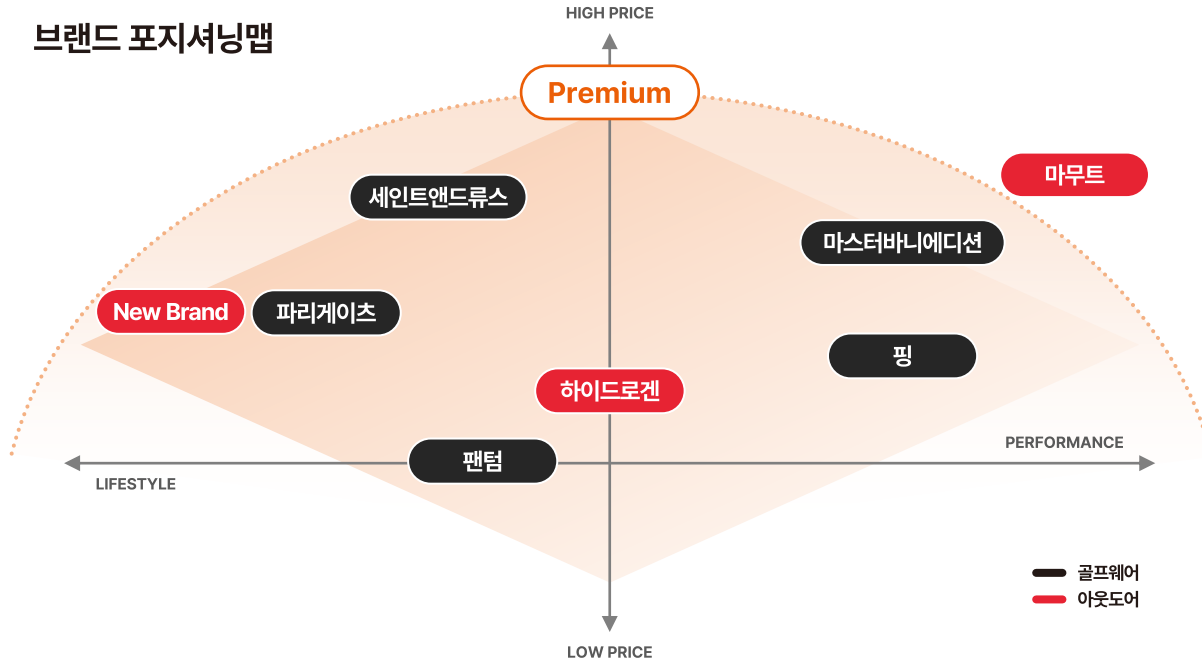 브랜드 포지셔닝맵
HIGH PRICE
Premium
마무트
세인트앤드류스
마스터바니에디션
New Brand
파리게이츠
핑
하이드로겐
PERFORMANCE
팬텀
LIFESTYLE
골프웨어
아웃도어
LOW PRICE